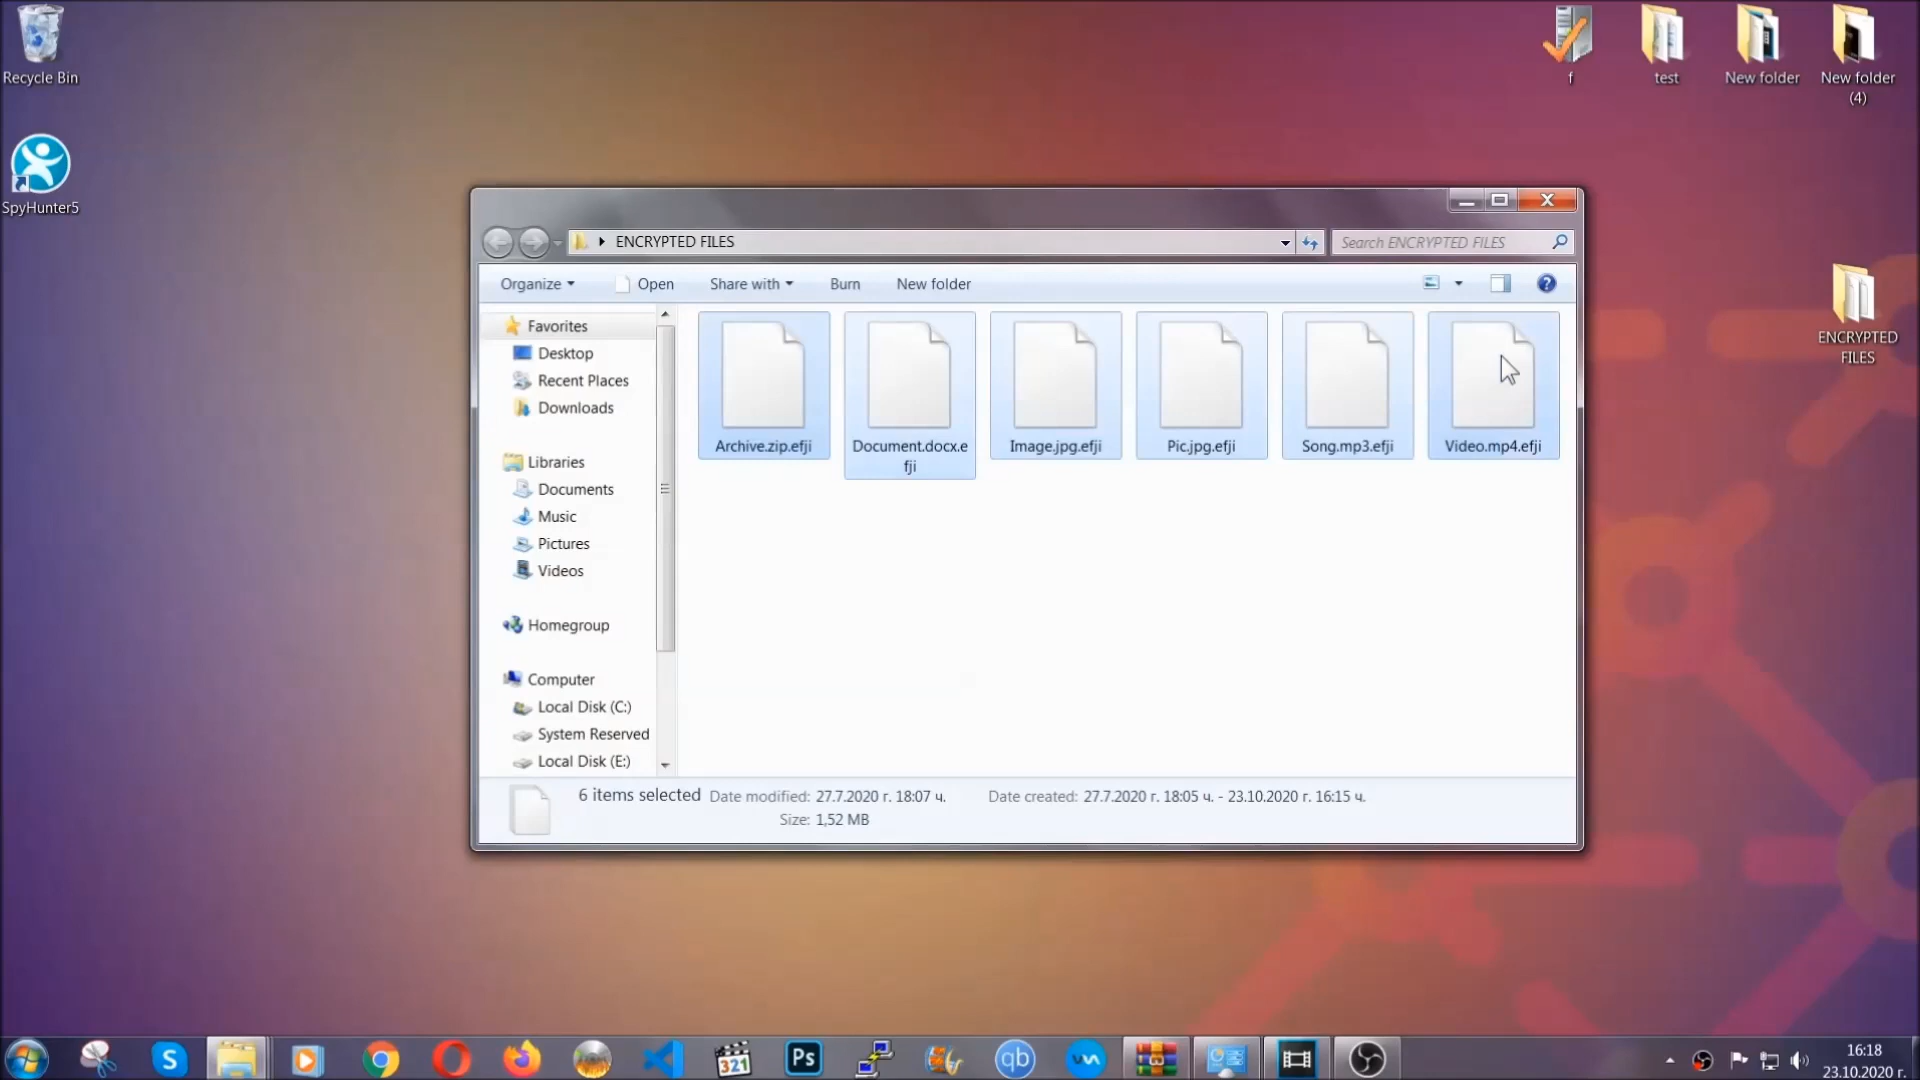 Recycle Bin
SpyHunter5
f
test
New folder
New folder
(4)
ENCRYPTED
FILES
ENCRYPTED FILES
Search ENCRYPTED FILES
Organize
Open
Share with
Burn
New folder
Favorites
Desktop
Recent Places
Downloads
Libraries
Documents
Music
Pictures
Videos
Homegroup
Computer
Local Disk (C:)
System Reserved
Local Disk (E:)
Archive.zip.efji
Document.docx.e
fji
Image.jpg.efji
Pic.jpg.efji
Song.mp3.efji
Video.mp4.efji
6 items selected
Date modified: 27.7.2020 г. 18:07 ч.
Date created: 27.7.2020 г. 18:05 ч. - 23.10.2020 г. 16:15 ч.
Size: 1,52 MB
S
321
Ps
qb
16:18
23.10.2020 г.